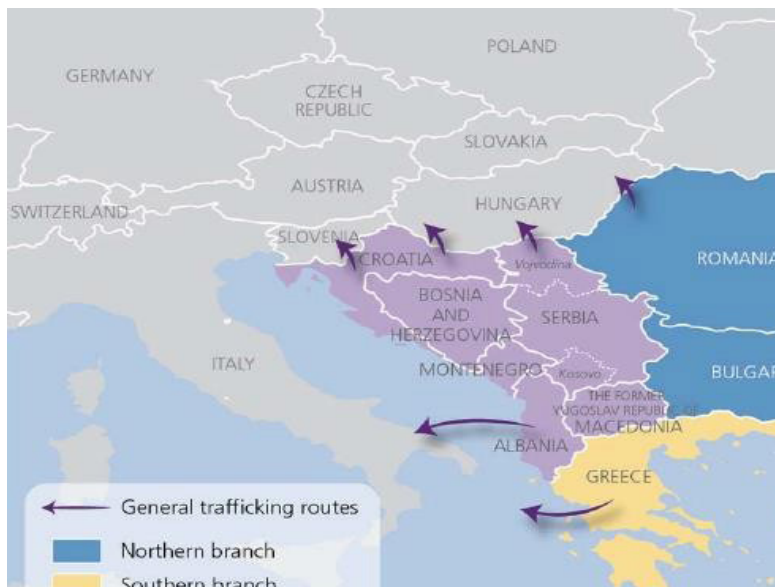 POLAND
GERMANY
CZECH
REPUBLIC
SLOVAKIA
AUSTRIA
HUNGARY
SWITZERLAND
SLOVENIA
CROATIA
Vojvodina
ROMANIA
BOSNIA
AND
HERZEGOVINA
SERBIA
ITALY
MONTENEGRO
Kosovo
BULGAR
THE FORMER
YUGOSLAV REPUBLIC OF
MACEDONIA
ALBANIA
GREECE
General trafficking routes
Northern branch
Southern branch